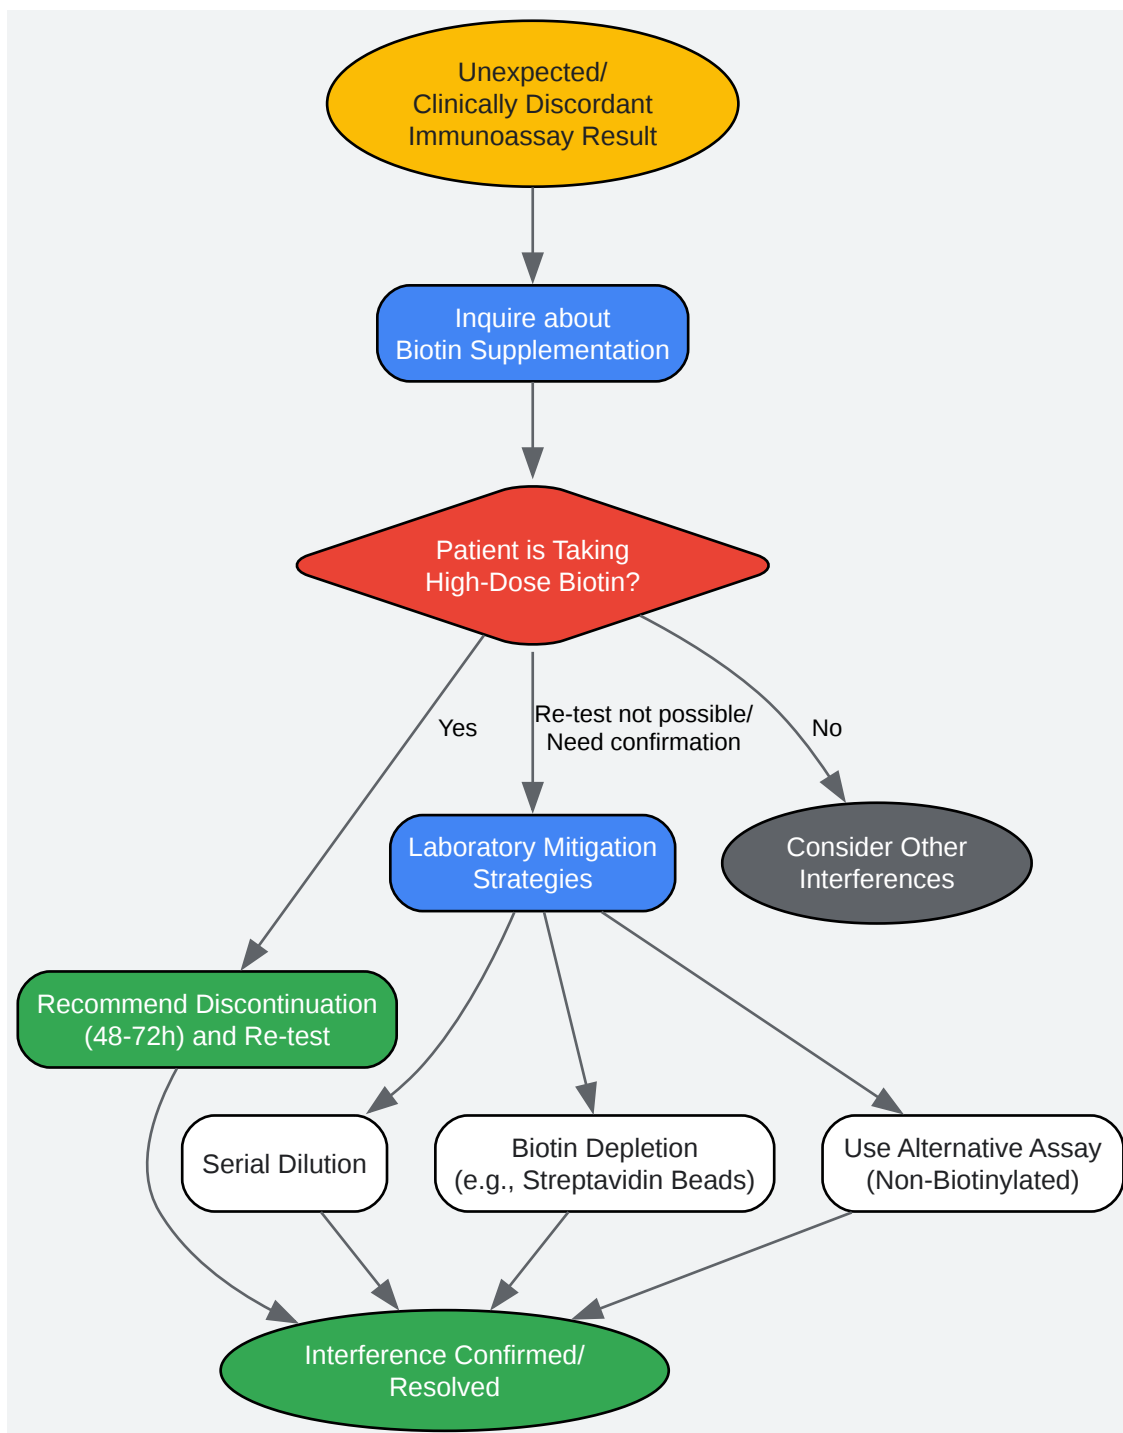 Unexpected/
Clinically Discordant
Immunoassay Result
Inquire about
Biotin Supplementation
Patient is Taking
High-Dose Biotin?
Yes
Re-test not possible/
Need confirmation
No
Laboratory Mitigation
Strategies
Consider Other
Interferences
Recommend Discontinuation
(48-72h) and Re-test
Serial Dilution
Biotin Depletion
(e.g., Streptavidin Beads)
Use Alternative Assay
(Non-Biotinylated)
Interference Confirmed/
Resolved